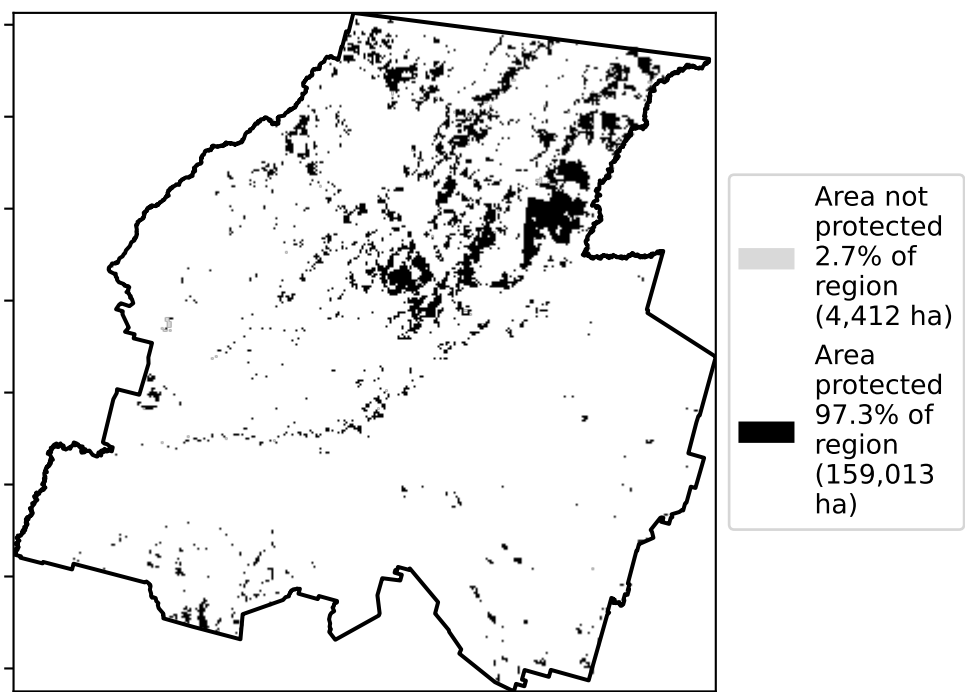 Area not
protected
2.7% of
region
(4,412 ha)
Area
protected
97.3% of
region
(159,013
ha)